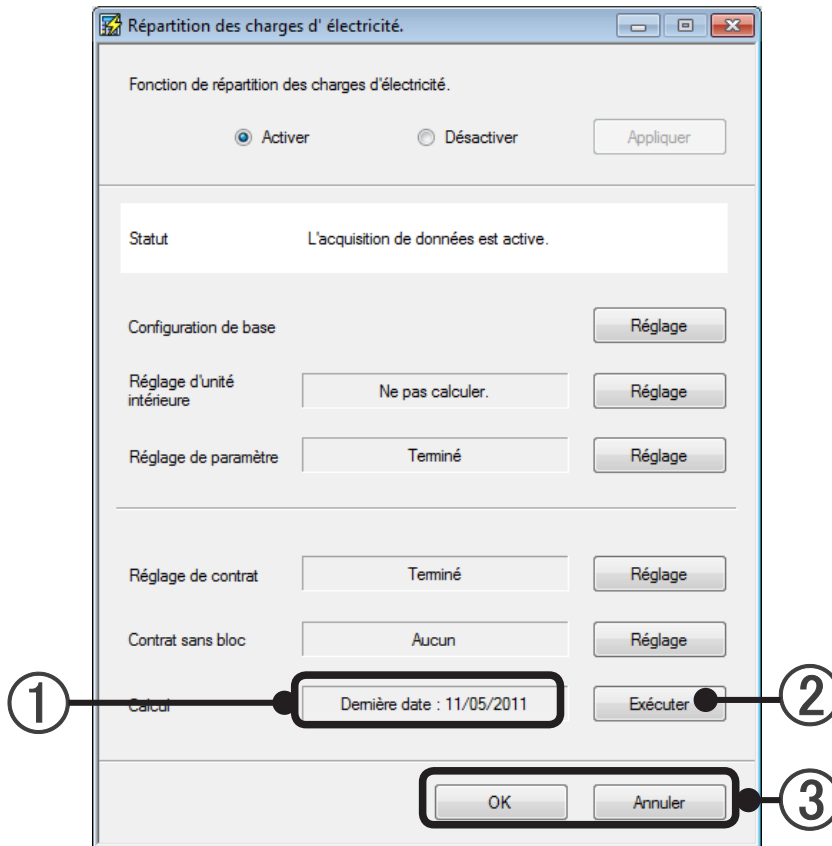 Répartition des charges d' électricité.
Fonction de répartition des charges d'électricité.
Activer Désactiver Appliquer
Statut L'acquisition de données est active.
Configuration de base Réglage
Réglage d'unité
intérieure
Ne pas calculer. Réglage
Réglage de paramètre Terminé Réglage
Réglage de contrat Terminé Réglage
Contrat sans bloc Aucun Réglage
1 Calcul Dernière date : 11/05/2011 Exécuter 2
OK Annuler 3